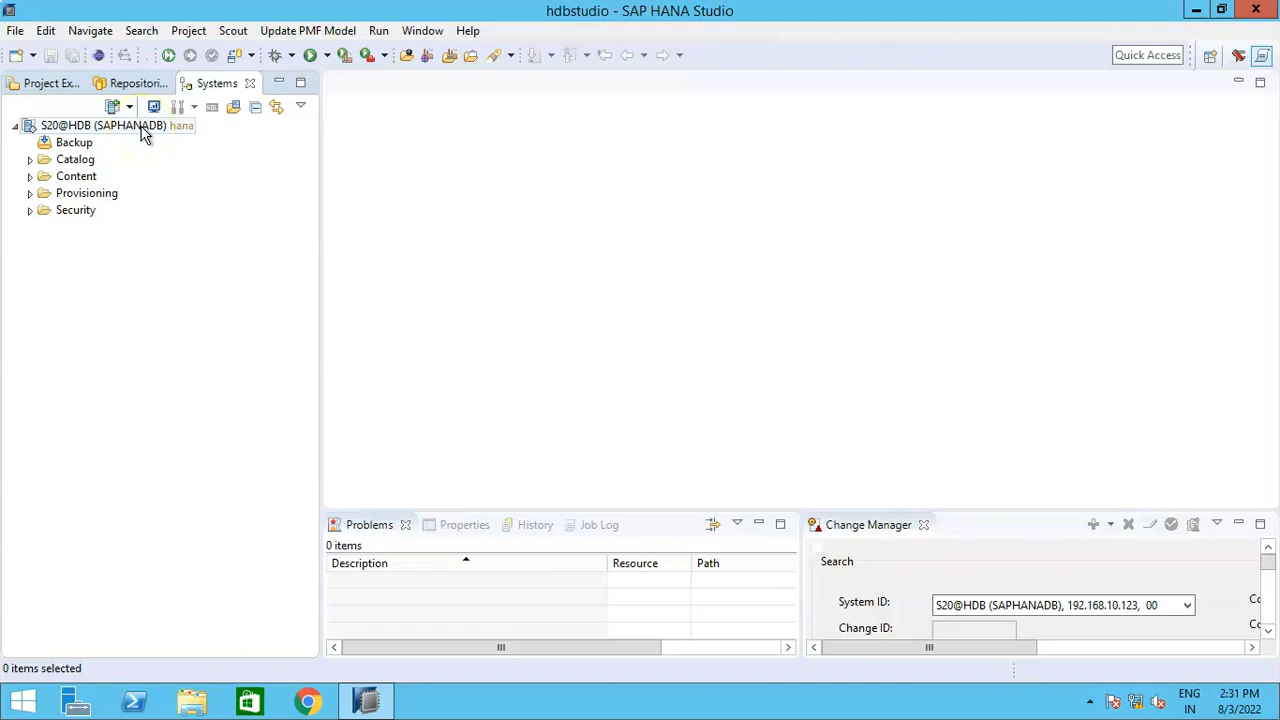 hdbstudio - SAP HANA Studio
File Edit Navigate Search Project Scout Update PMF Model Run Window Help
Quick Access
Project Ex... Repositori... Systems
SQL
S20@HDB (SAPHANADB) hana
Backup
Catalog
Content
Provisioning
Security
Problems Properties History Job Log
Change Manager
0 items
Description Resource Path
Search
System ID: S20@HDB (SAPHANADB), 192.168.10.123, 00
Change ID:
0 items selected
ENG
IN
2:31 PM
8/3/2022